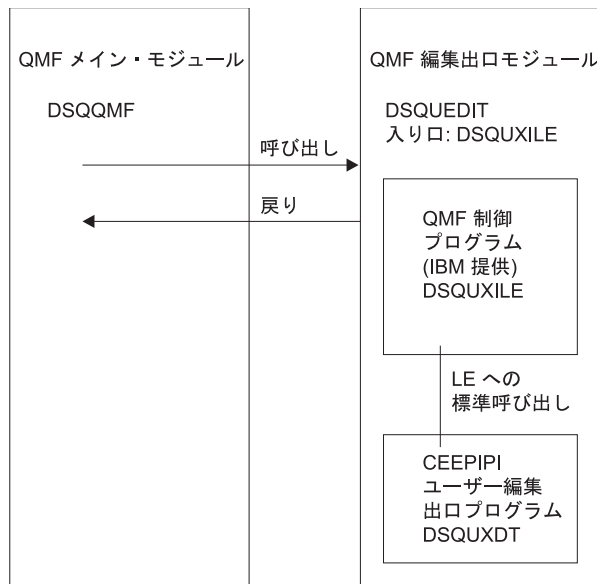 QMF メイン・モジュール
DSQQMF
呼び出し
戻り
QMF 編集出口モジュール
DSQUEDIT
入り口: DSQUXILE
QMF 制御
プログラム
(IBM 提供)
DSQUXILE
LE への
標準呼び出し
CEEPIPI
ユーザー編集
出口プログラム
DSQUXDT